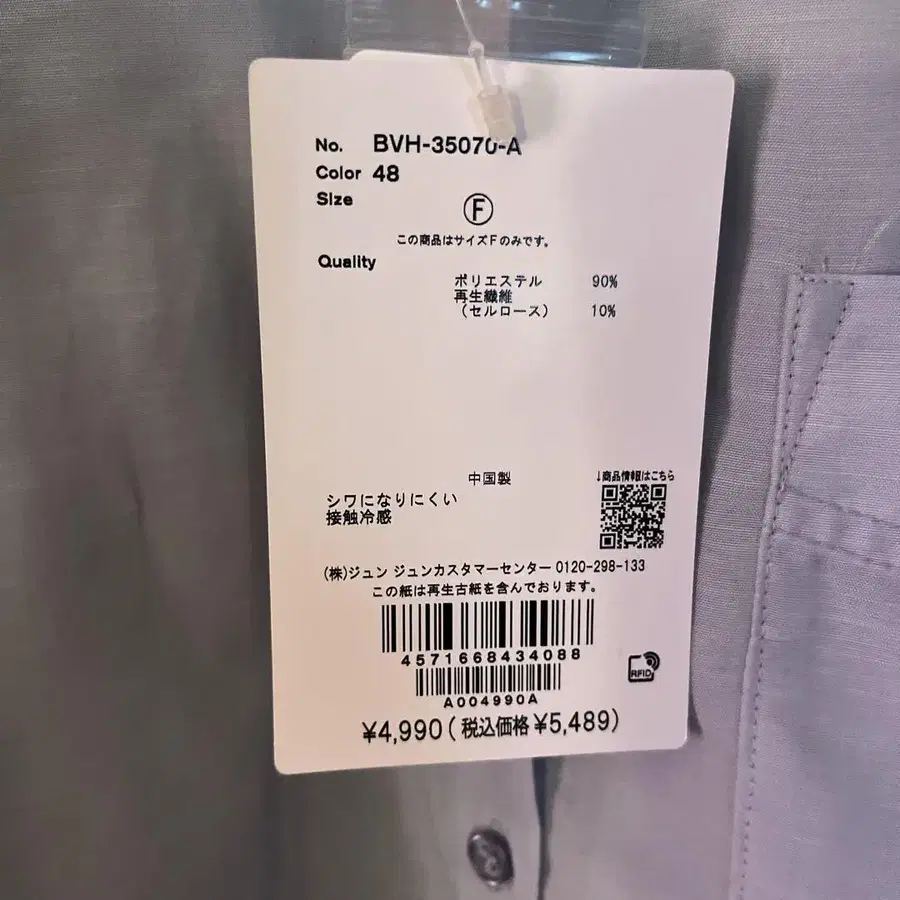 No. BVH-35070-A
Color 48
Size
Ⓕ
この商品はサイズFのみです。
Quality
ポリエステル 90%
再生繊維
(セルロース) 10%
中国製
↓商品情報はこちら
シワになりにくい
接触冷感
(株)ジュン ジュンカスタマーセンター 0120-298-133
この紙は再生古紙を含んでおります。
4571668434088
RFID
A004990A
¥4,990(税込価格¥5,489)